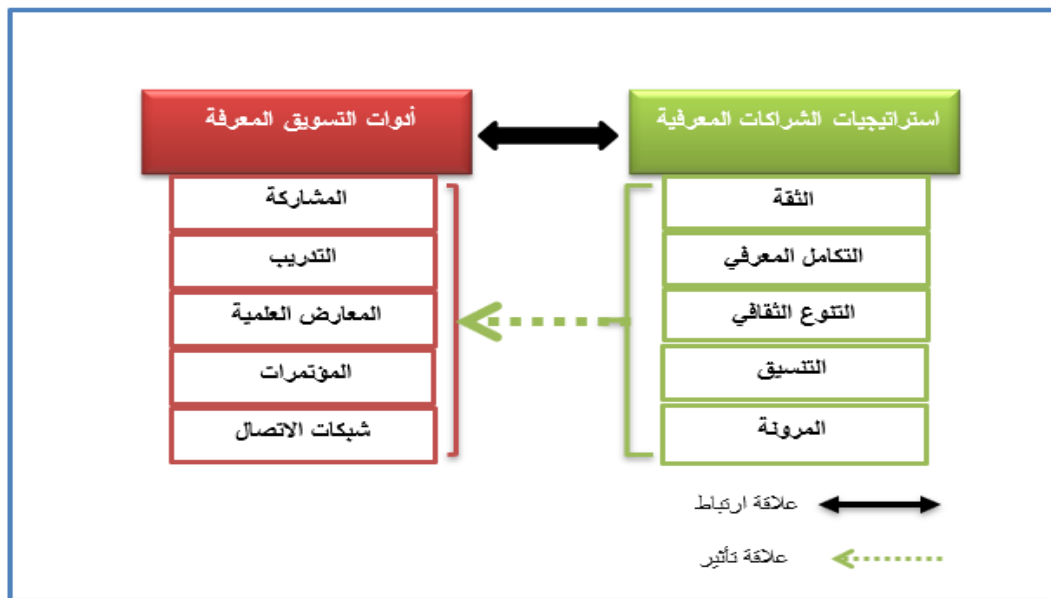 استراتيجيات الشراكات المعرفية
أدوات التسويق المعرفة
الثقة
التكامل المعرفي
التنوع الثقافي
التنسيق
المرونة
المشاركة
التدريب
المعارض العلمية
المؤتمرات
شبكات الاتصال
علاقة ارتباط
علاقة تأثير